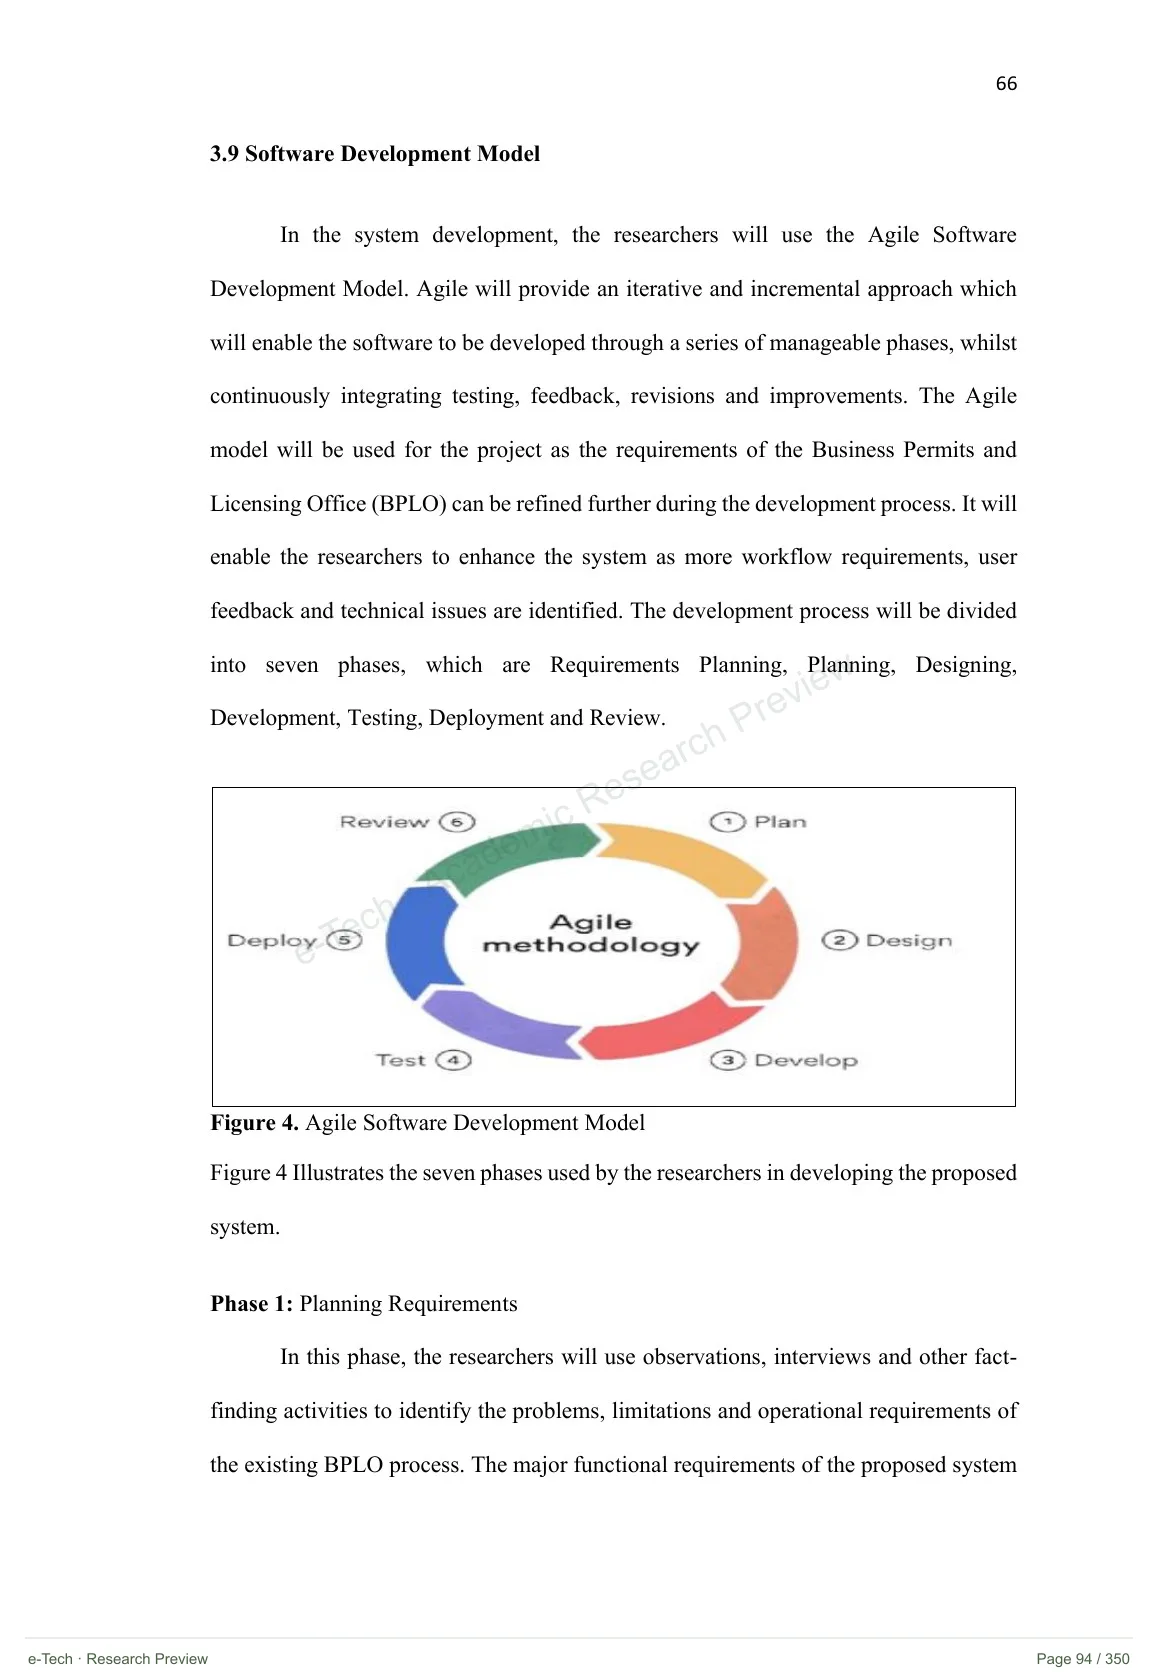 66
3.9 Software Development Model
In the system development, the researchers will use the Agile Software
Development Model. Agile will provide an iterative and incremental approach which
will enable the software to be developed through a series of manageable phases, whilst
continuously integrating testing, feedback, revisions and improvements. The Agile
model will be used for the project as the requirements of the Business Permits and
Licensing Office (BPLO) can be refined further during the development process. It will
enable the researchers to enhance the system as more workflow requirements, user
feedback and technical issues are identified. The development process will be divided
into seven phases, which are Requirements Planning, Planning, Designing,
Development, Testing, Deployment and Review.
e-Tech · Academic Research Preview
Review 6
1 Plan
Agile
methodology
Deploy 5
2 Design
Test 4
3 Develop
Figure 4. Agile Software Development Model
Figure 4 Illustrates the seven phases used by the researchers in developing the proposed
system.
Phase 1: Planning Requirements
In this phase, the researchers will use observations, interviews and other fact-
finding activities to identify the problems, limitations and operational requirements of
the existing BPLO process. The major functional requirements of the proposed system
e-Tech · Research Preview
Page 94 / 350